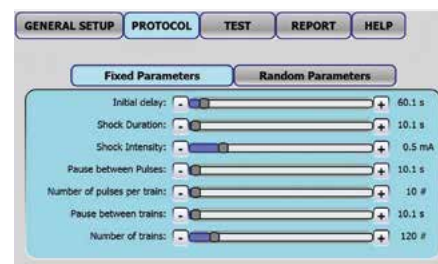 GENERAL SETUP PROTOCOL TEST REPORT HELP
Fixed Parameters Random Parameters
Initial delay: - + 60.1 s
Shock Duration: - + 10.1 s
Shock Intensity: - + 0.5 mA
Pause between Pulses: - + 10.1 s
Number of pulses per train: - + 10 #
Pause between trains: - + 10.1 s
Number of trains: - + 120 #